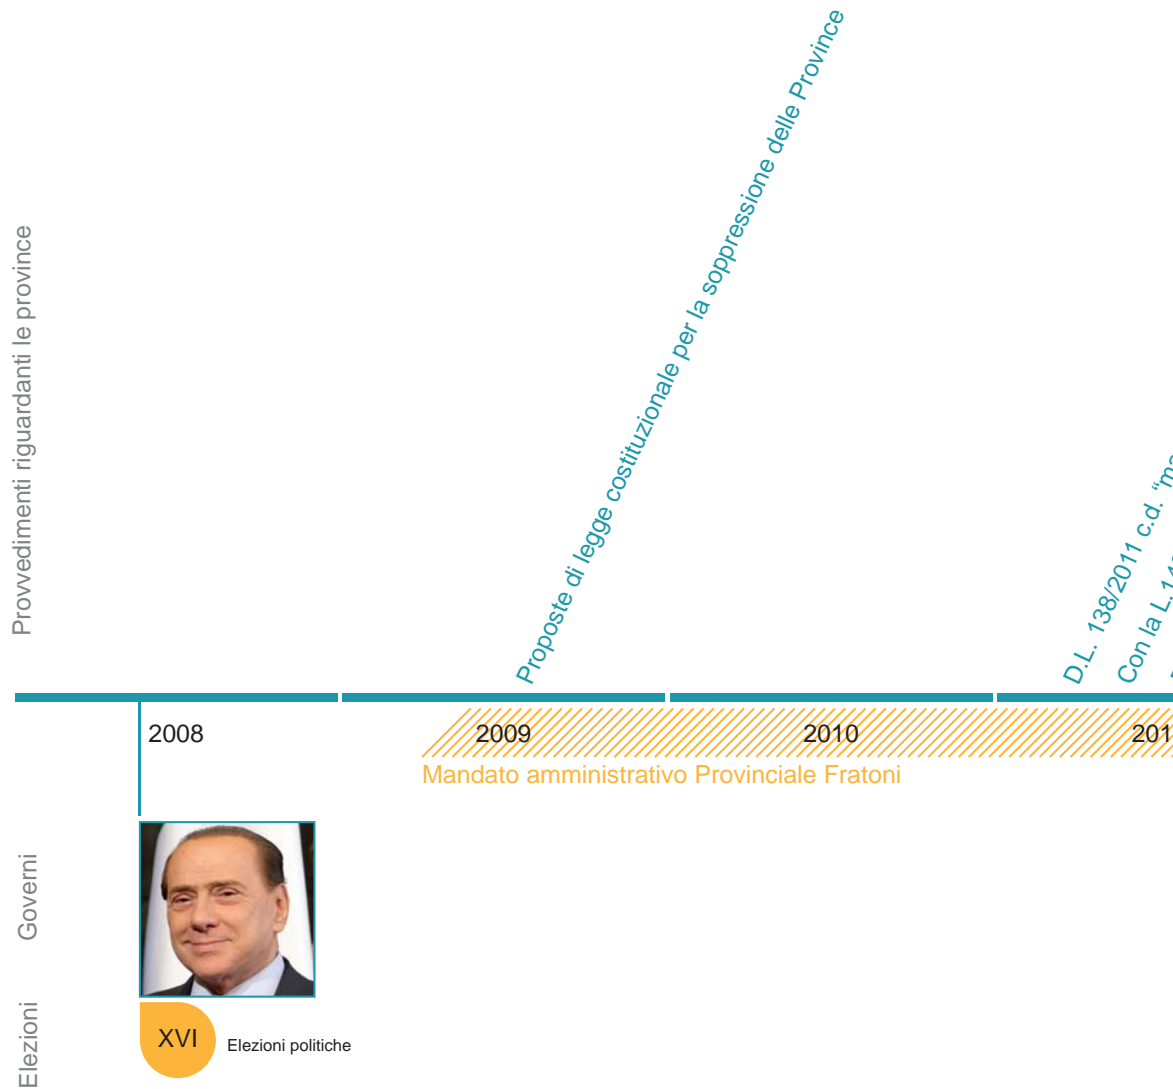 Provvedimenti riguardanti le province
Proposte di legge costituzionale per la soppressione delle Province
D.L. 138/2011 c.d.
Con la L.
2008
2009
2010
201
Mandato amministrativo Provinciale Fratoni
Governi
Elezioni
XVI
Elezioni politiche